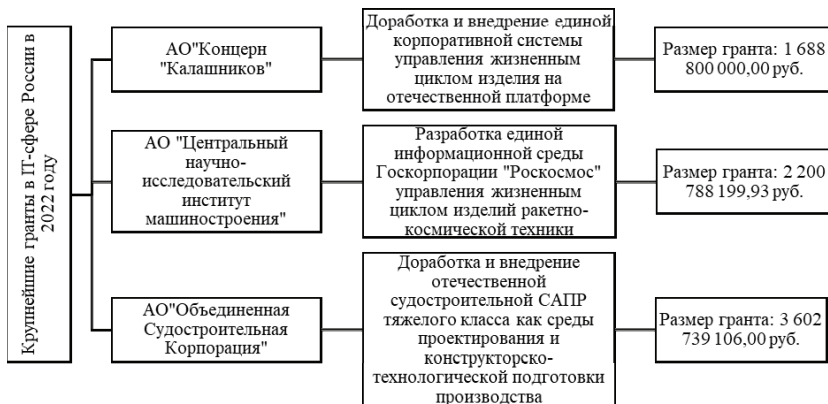 Крупнейшие гранты в IT-сфере России в
2022 году
АО"Концерн
"Калашников"
Доработка и внедрение единой
корпоративной системы
управления жизненным
циклом изделия на
отечественной платформе
Размер гранта: 1 688
800 000,00 руб.
АО "Центральный
научно-
исследовательский
институт
машиностроения"
Разработка единой
информационной среды
Госкорпорации "Роскосмос"
управления жизненным
циклом изделий ракетно-
космической техники
Размер гранта: 2 200
788 199,93 руб.
АО"Объединенная
Судостроительная
Корпорация"
Доработка и внедрение
отечественной
судостроительной САПР
тяжелого класса как среды
проектирования и
конструкторско-
технологической подготовки
производства
Размер гранта: 3 602
739 106,00 руб.